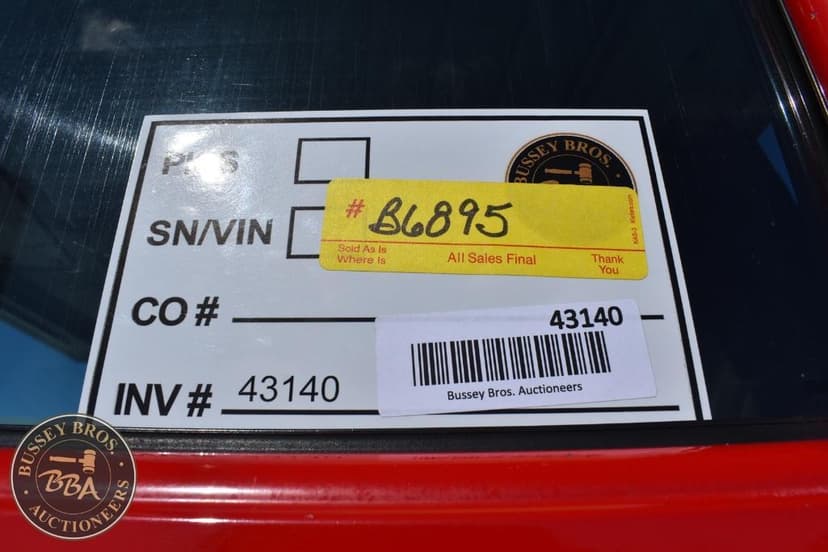 PICS
BUSSEY BROS.
# B6895
SN/VIN
Sold As Is
Where Is
All Sales Final
Thank
You
CO #
43140
INV # 43140
Bussey Bros. Auctioneers
BUSSEY BROS.
BBA
AUCTIONEERS